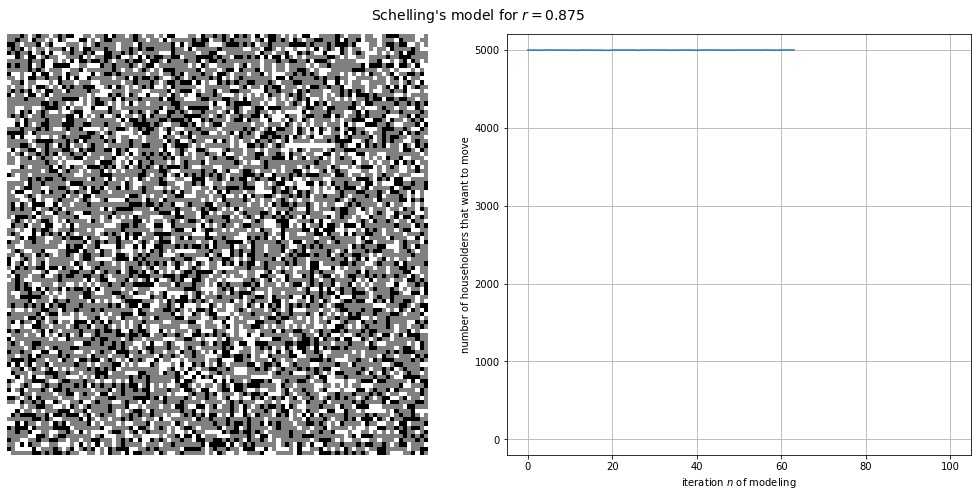 Schelling's model for r = 0.875
number of householders that want to move
5000
4000
3000
2000
1000
0
0 20 40 60 80 100
iteration n of modeling